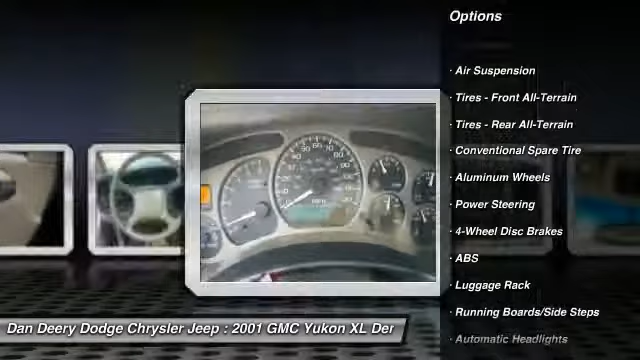 Options
· Air Suspension
· Tires - Front All-Terrain
· Tires - Rear All-Terrain
· Conventional Spare Tire
· Aluminum Wheels
· Power Steering
· 4-Wheel Disc Brakes
· ABS
· Luggage Rack
· Running Boards/Side Steps
· Automatic Headlights
Dan Deery Dodge Chrysler Jeep : 2001 GMC Yukon XL Der